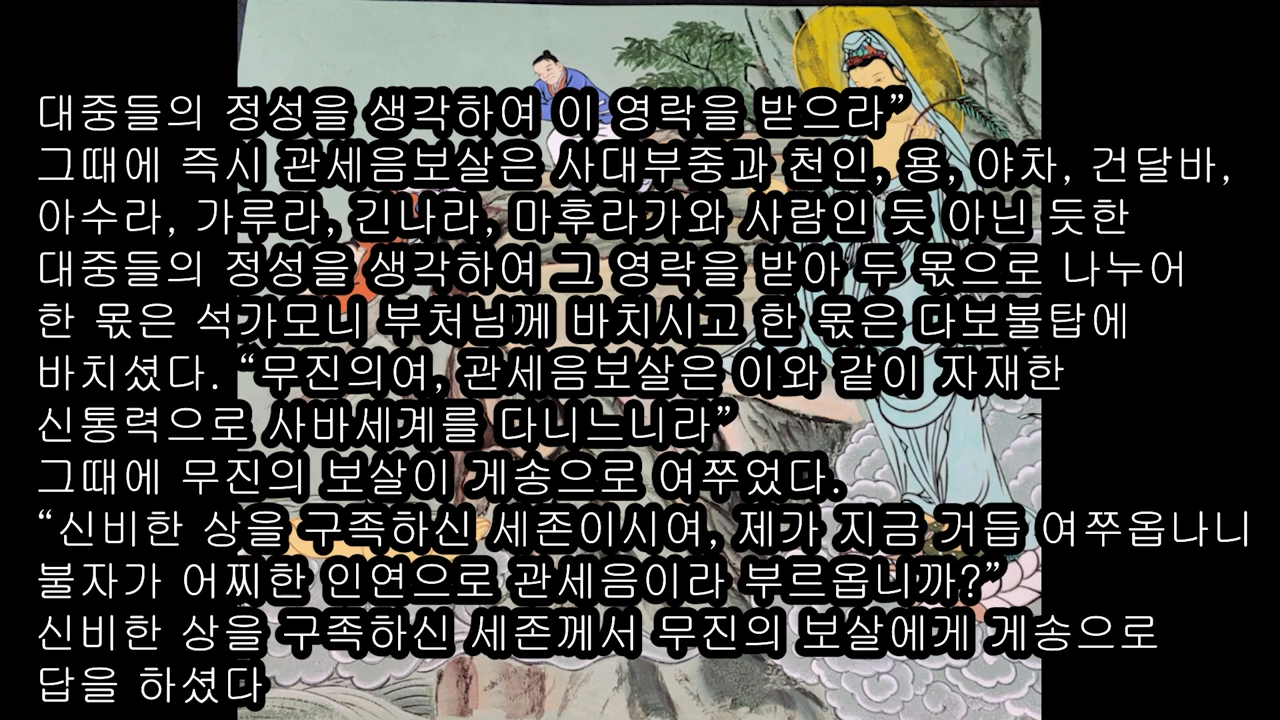 대중들의 정성을 생각하여 이 영락을 받으라”
그때에 즉시 관세음보살은 사대부중과 천인, 용, 야차, 건달바,
아수라, 가루라, 긴나라, 마후라가와 사람인 듯 아닌 듯한
대중들의 정성을 생각하여 그 영락을 받아 두 몫으로 나누어
한 몫은 석가모니 부처님께 바치시고 한 몫은 다보불탑에
바치셨다. “무진의여, 관세음보살은 이와 같이 자재한
신통력으로 사바세계를 다니느니라”
그때에 무진의 보살이 게송으로 여쭈었다.
“신비한 상을 구족하신 세존이시여, 제가 지금 거듭 여쭈옵나니
불자가 어찌한 인연으로 관세음이라 부르옵니까?”
신비한 상을 구족하신 세존께서 무진의 보살에게 게송으로
답을 하셨다